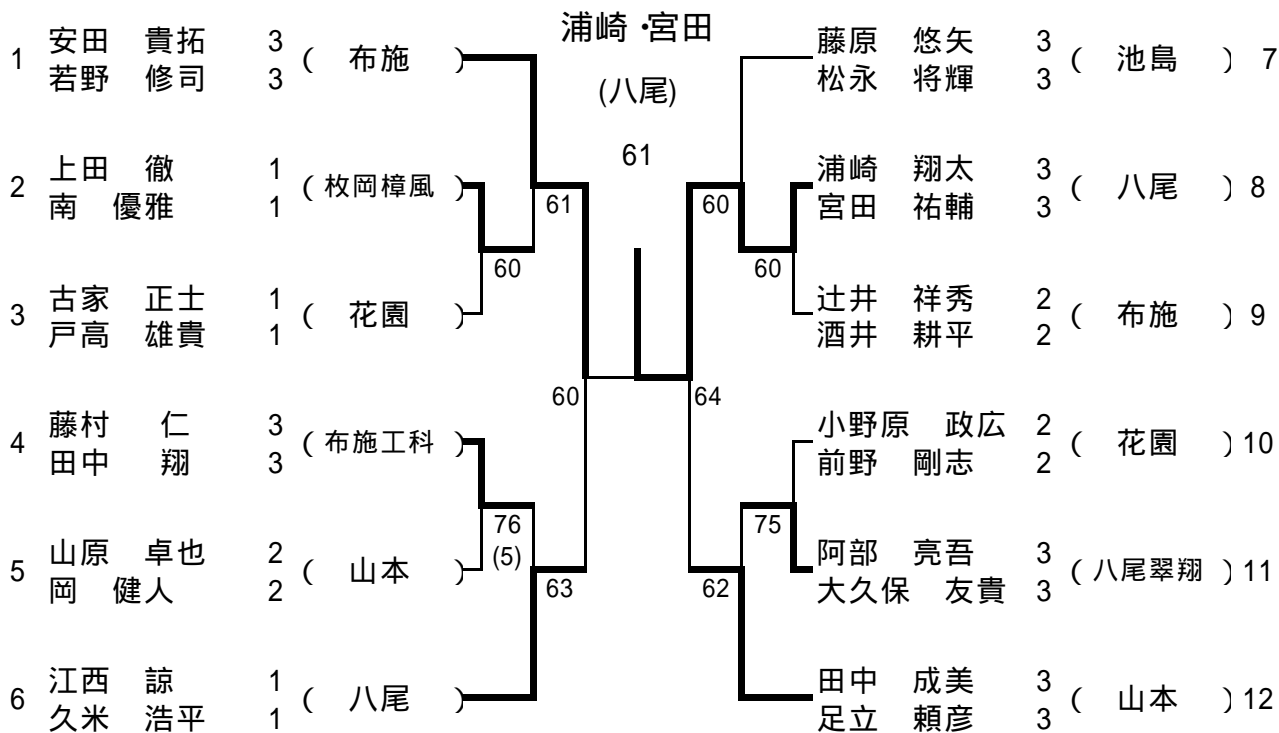 浦崎・宮田
(八尾)
61
1 安田 貴拓 3 ( 布施 )
若野 修司 3
2 上田 徹 1 ( 枚岡樟風 )
南 優雅 1
3 古家 正士 1 ( 花園 )
戸高 雄貴 1
4 藤村 仁 3 ( 布施工科 )
田中 翔 3
5 山原 卓也 2 ( 山本 )
岡 健人 2
6 江西 諒 1 ( 八尾 )
久米 浩平 1
61
60
60
76
(5)
63
藤原 悠矢 3 ( 池島 ) 7
松永 将輝 3
浦崎 翔太 3 ( 八尾 ) 8
宮田 祐輔 3
辻井 祥秀 2 ( 布施 ) 9
酒井 耕平 2
小野原 政広 2 ( 花園 ) 10
前野 剛志 2
阿部 亮吾 3 ( 八尾翠翔 ) 11
大久保 友貴 3
田中 成美 3 ( 山本 ) 12
足立 頼彦 3
60
60
64
75
62